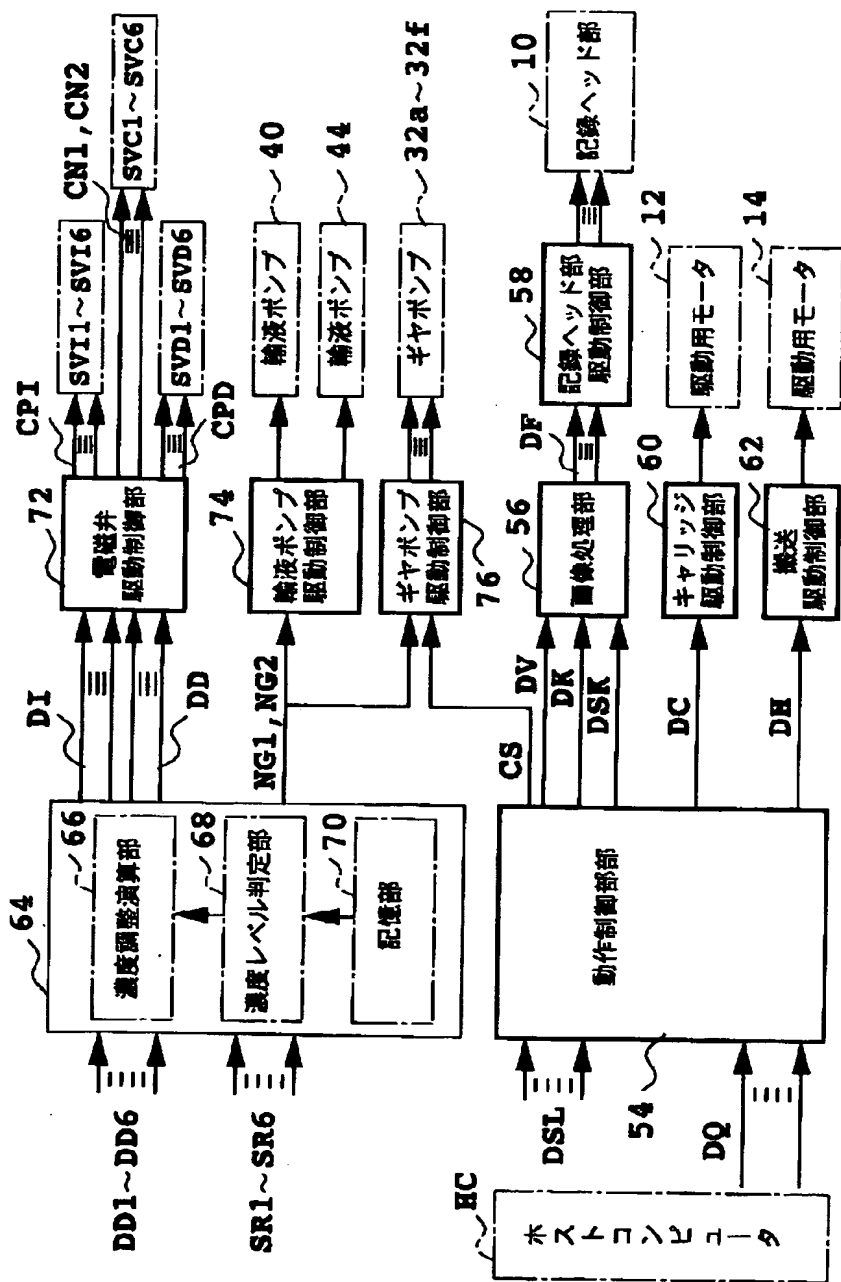 CPI
SVI1~SVI6
CN1,CN2
SVC1~SVC6
72
電磁弁
駆動制御部
SVD1~SVD6
CPD
DI
DD
64
66
濃度調整演算部
68
濃度レベル判定部
70
記憶部
DD1~DD6
SR1~SR6
NG1,NG2
74
輸液ポンプ
駆動制御部
輸液ポンプ
40
輸液ポンプ
44
ギヤポンプ
駆動制御部
76
ギヤポンプ
32a~32f
CS
DV
DK
DSK
DC
DH
56
画像処理部
DF
58
記録ヘッド部
駆動制御部
記録ヘッド部
10
60
キャリッジ
駆動制御部
駆動用モータ
12
62
搬送
駆動制御部
駆動用モータ
14
動作制御部部
54
DSL
DQ
HC
ホストコンピュータ